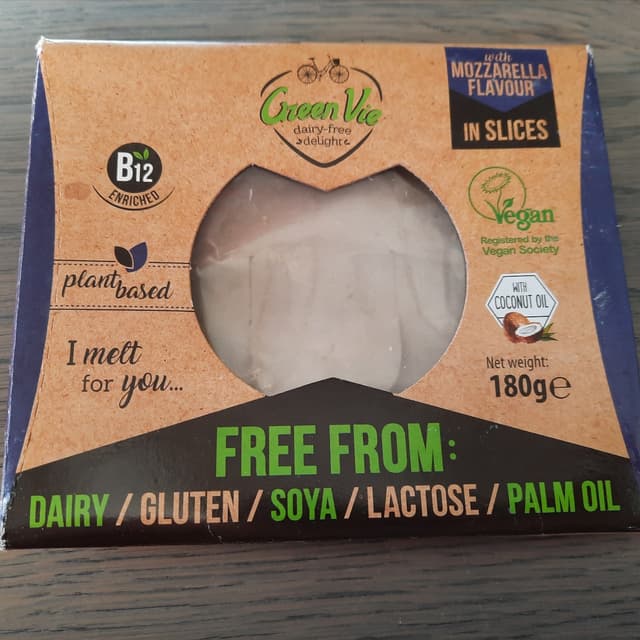 Green Vie
dairy-free
delight
with
MOZZARELLA
FLAVOUR
IN SLICES
B12
ENRICHED
Vegan
Registered by the
Vegan Society
plant based
WITH
COCONUT OIL
I melt
for you...
Net weight:
180g℮
FREE FROM:
DAIRY / GLUTEN / SOYA / LACTOSE / PALM OIL